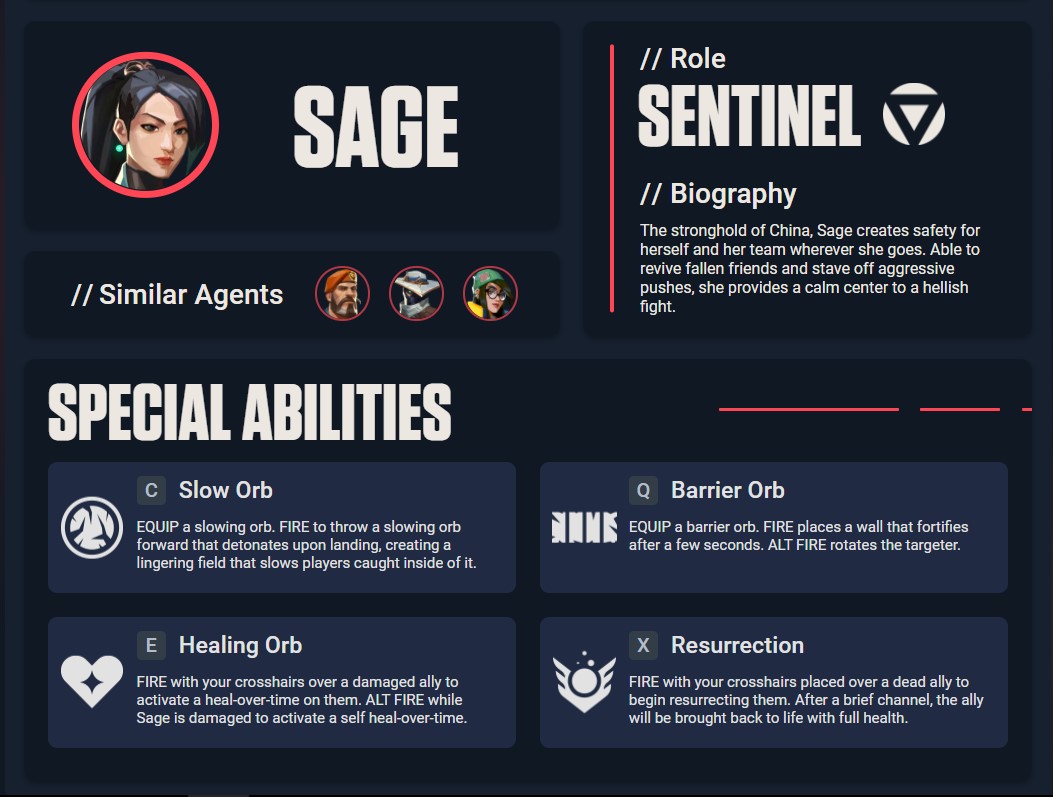 SAGE
// Role
SENTINEL
// Biography
The stronghold of China, Sage creates safety for
herself and her team wherever she goes. Able to
revive fallen friends and stave off aggressive
pushes, she provides a calm center to a hellish
fight.
// Similar Agents
SPECIAL ABILITIES
C Slow Orb
EQUIP a slowing orb. FIRE to throw a slowing orb
forward that detonates upon landing, creating a
lingering field that slows players caught inside of it.
Q Barrier Orb
EQUIP a barrier orb. FIRE places a wall that fortifies
after a few seconds. ALT FIRE rotates the targeter.
E Healing Orb
FIRE with your crosshairs over a damaged ally to
activate a heal-over-time on them. ALT FIRE while
Sage is damaged to activate a self heal-over-time.
X Resurrection
FIRE with your crosshairs placed over a dead ally to
begin resurrecting them. After a brief channel, the ally
will be brought back to life with full health.